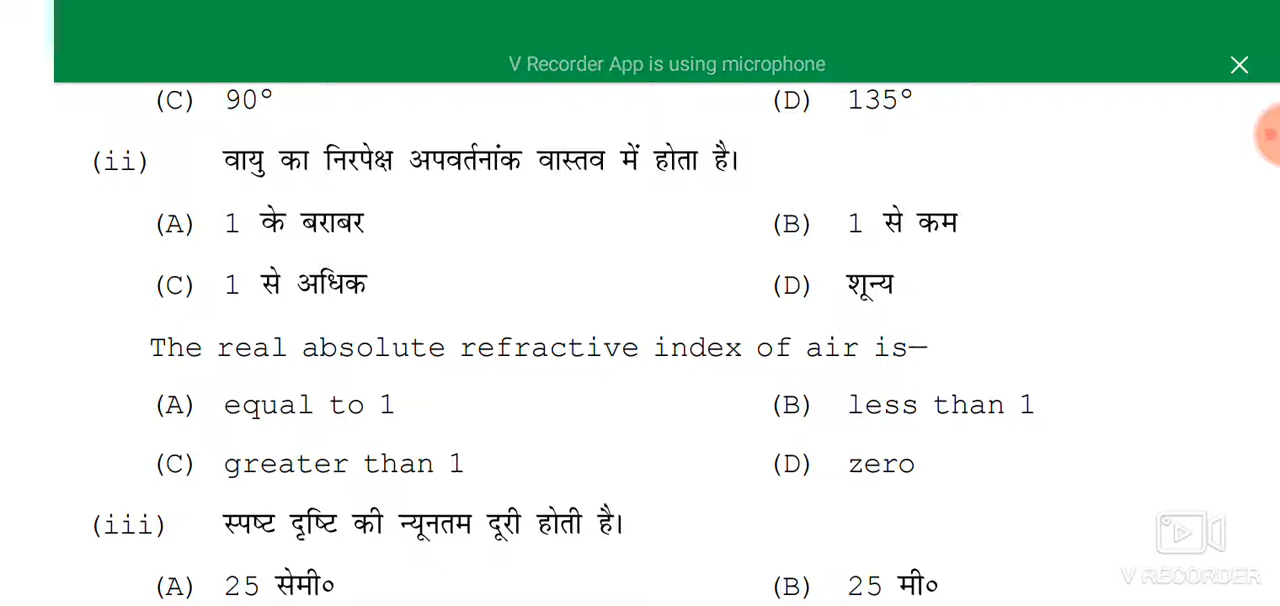 V Recorder App is using microphone
(C) 90° (D) 135°
(ii) वायु का निरपेक्ष अपवर्तनांक वास्तव में होता है।
(A) 1 के बराबर (B) 1 से कम
(C) 1 से अधिक (D) शून्य
The real absolute refractive index of air is—
(A) equal to 1 (B) less than 1
(C) greater than 1 (D) zero
(iii) स्पष्ट दृष्टि की न्यूनतम दूरी होती है।
(A) 25 सेमी० (B) 25 मी०
V RECORDER